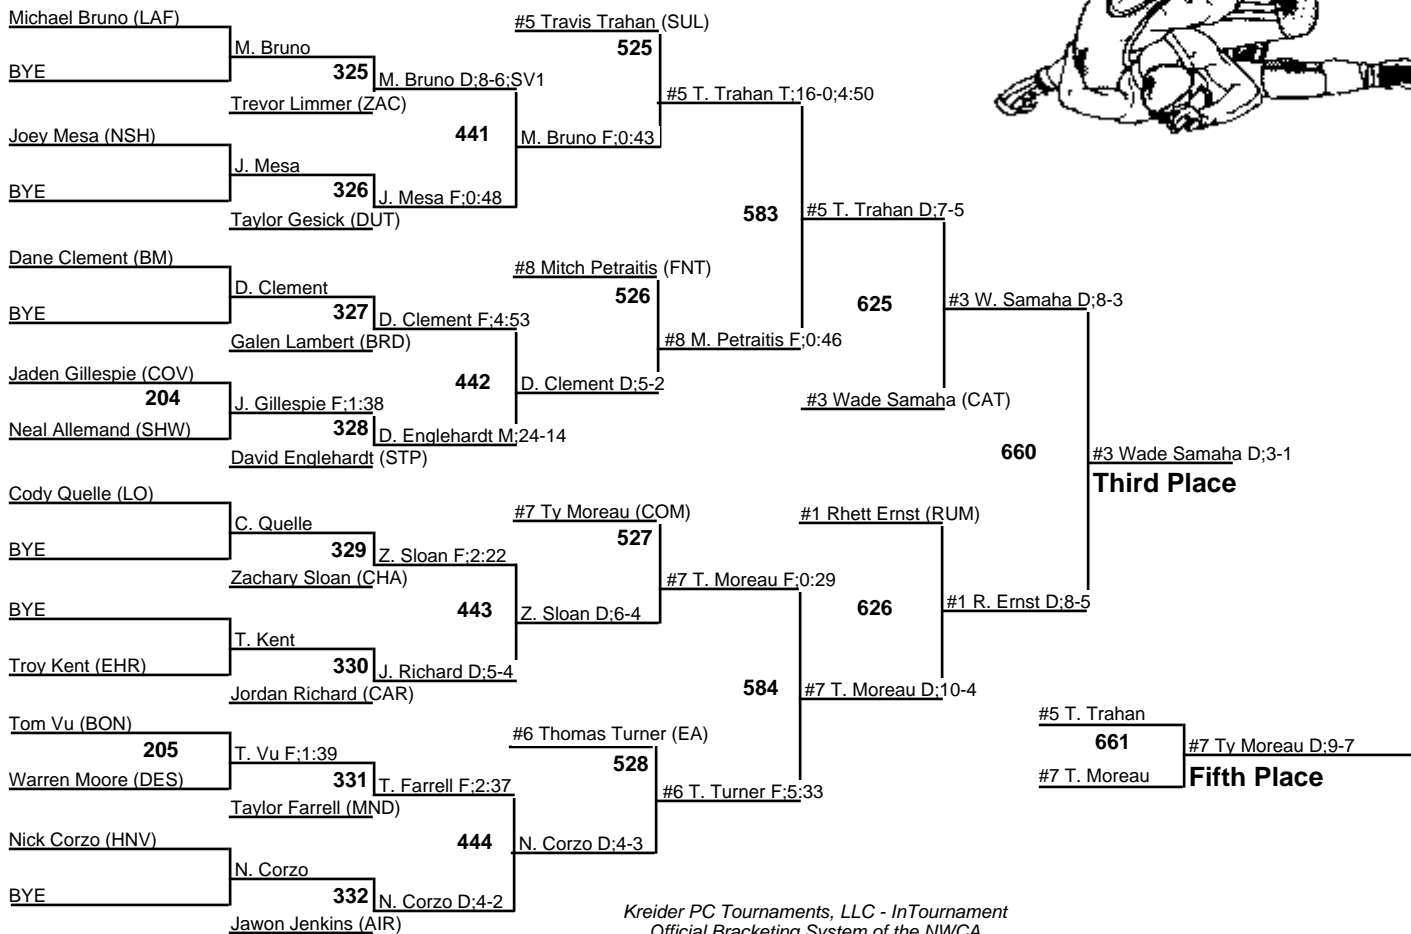 Michael Bruno (LAF)
BYE
M. Bruno
325
Trevor Limmer (ZAC)
M. Bruno D;8-6;SV1
Joey Mesa (NSH)
BYE
J. Mesa
326
Taylor Gesick (DUT)
J. Mesa F;0:48
441
M. Bruno F;0:43
#5 Travis Trahan (SUL)
525
#5 T. Trahan T;16-0;4:50
Dane Clement (BM)
BYE
D. Clement
327
Galen Lambert (BRD)
D. Clement F;4:53
Jaden Gillespie (COV)
204
Neal Allemand (SHW)
J. Gillespie F;1:38
328
David Englehardt (STP)
D. Englehardt M;24-14
442
D. Clement D;5-2
#8 Mitch Petraitis (FNT)
526
#8 M. Petraitis F;0:46
583
#5 T. Trahan D;7-5
625
#3 Wade Samaha (CAT)
#3 W. Samaha D;8-3
Cody Quelle (LO)
BYE
C. Quelle
329
Zachary Sloan (CHA)
Z. Sloan F;2:22
BYE
Troy Kent (EHR)
T. Kent
330
Jordan Richard (CAR)
J. Richard D;5-4
443
Z. Sloan D;6-4
#7 Ty Moreau (COM)
527
#7 T. Moreau F;0:29
Tom Vu (BON)
205
Warren Moore (DES)
T. Vu F;1:39
331
Taylor Farrell (MND)
T. Farrell F;2:37
Nick Corzo (HNV)
BYE
N. Corzo
332
Jawon Jenkins (AIR)
N. Corzo D;4-2
444
N. Corzo D;4-3
#6 Thomas Turner (EA)
528
#6 T. Turner F;5:33
584
#7 T. Moreau D;10-4
#1 Rhett Ernst (RUM)
626
#1 R. Ernst D;8-5
660
#3 Wade Samaha D;3-1
Third Place
#5 T. Trahan
661
#7 T. Moreau
#7 Ty Moreau D;9-7
Fifth Place
Kreider PC Tournaments, LLC - InTournament
Official Bracketing System of the NWCA